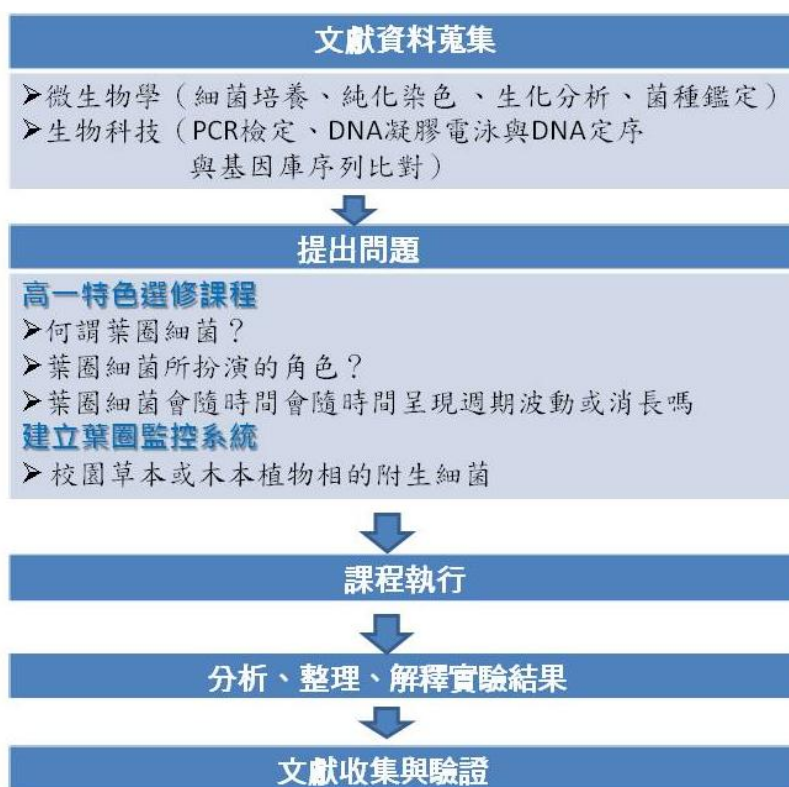 文獻資料蒐集
➤微生物學（細菌培養、純化染色、生化分析、菌種鑑定）
➤生物科技（PCR檢定、DNA凝膠電泳與DNA定序
與基因庫序列比對）
提出問題
高一特色選修課程
➤何謂葉圈細菌？
➤葉圈細菌所扮演的角色？
➤葉圈細菌會隨時間會隨時間呈現週期波動或消長嗎
建立葉圈監控系統
➤校園草本或木本植物相的附生細菌
課程執行
分析、整理、解釋實驗結果
文獻收集與驗證